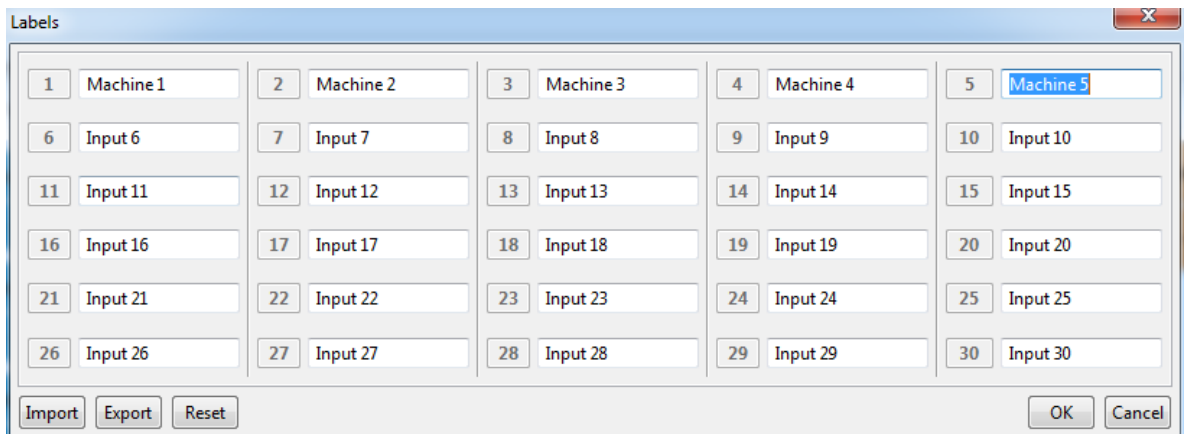 Labels
1 Machine 1 2 Machine 2 3 Machine 3 4 Machine 4 5 Machine 5
6 Input 6 7 Input 7 8 Input 8 9 Input 9 10 Input 10
11 Input 11 12 Input 12 13 Input 13 14 Input 14 15 Input 15
16 Input 16 17 Input 17 18 Input 18 19 Input 19 20 Input 20
21 Input 21 22 Input 22 23 Input 23 24 Input 24 25 Input 25
26 Input 26 27 Input 27 28 Input 28 29 Input 29 30 Input 30
Import Export Reset OK Cancel